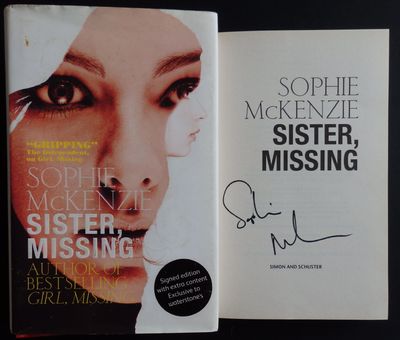 “GRIPPING”
The Independent,
on Girl, Missing
SOPHIE
MCKENZIE
SISTER,
MISSING
AUTHOR OF
BESTSELLING
GIRL, MISSING
Signed edition
with extra content
Exclusive to
waterstones
SOPHIE
McKENZIE
SISTER,
MISSING
Sophie
SIMON AND SCHUSTER